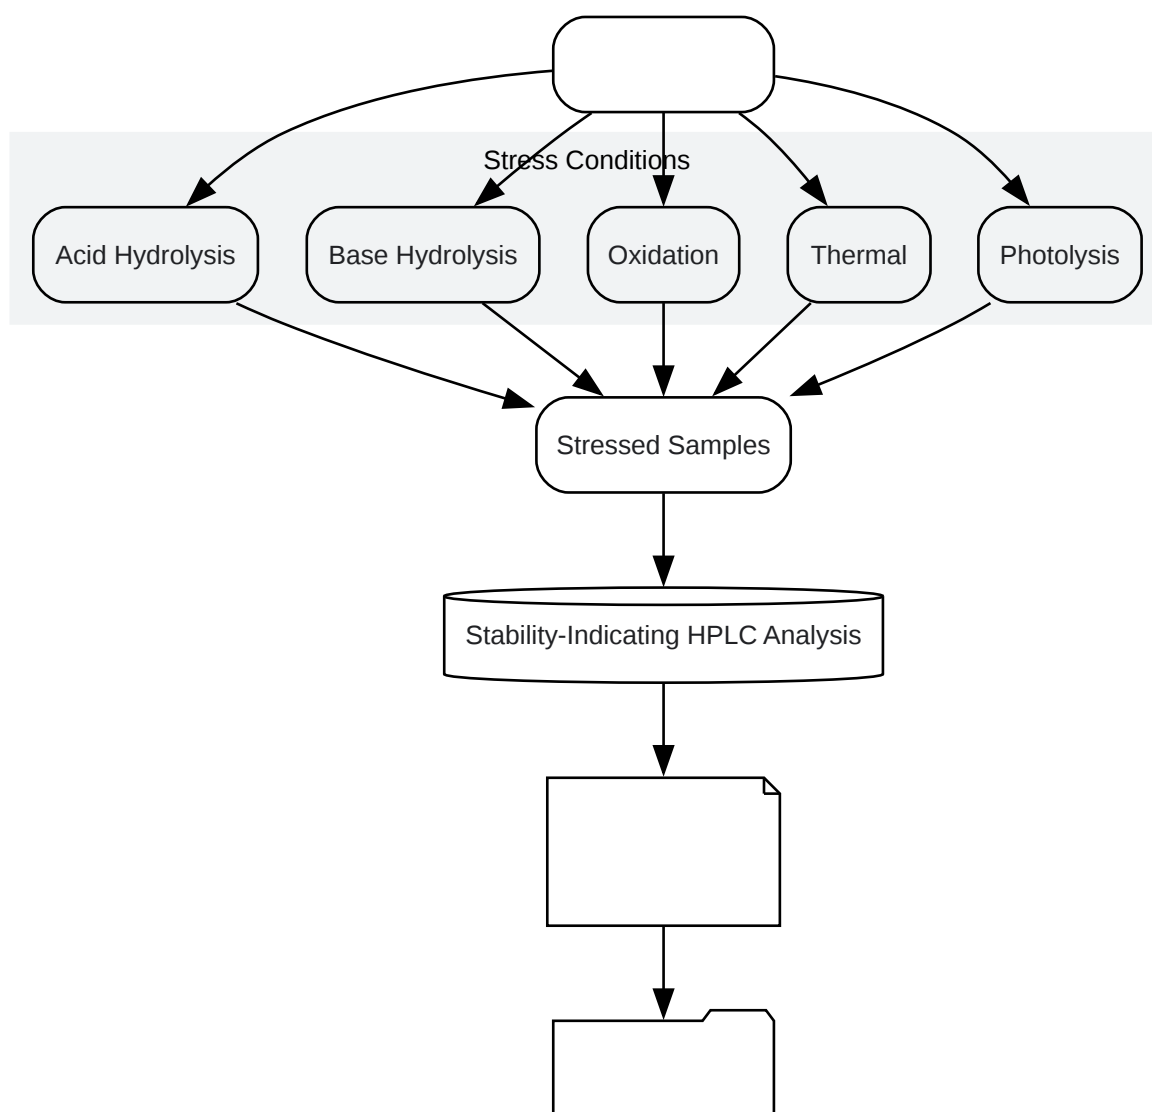 Stress Conditions
Acid Hydrolysis
Base Hydrolysis
Oxidation
Thermal
Photolysis
Stressed Samples
Stability-Indicating HPLC Analysis